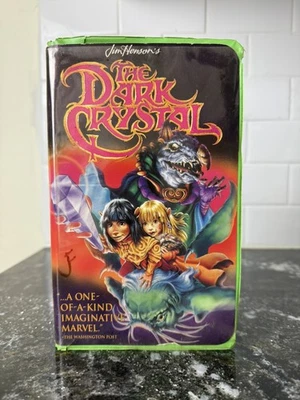 Jim Henson's
THE
DARK
CRYSTAL
"...A ONE-
OF-A-KIND
IMAGINATIVE
MARVEL."
-THE WASHINGTON POST